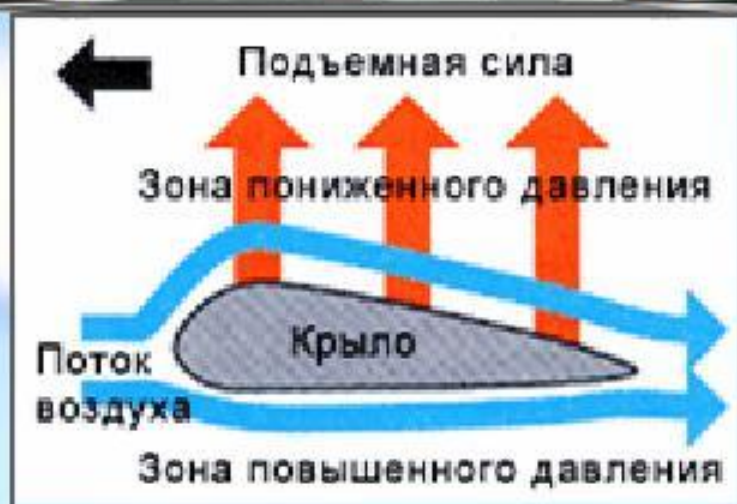 Подъемная сила
Зона пониженного давления
Крыло
Поток
воздуха
Зона повышенного давления